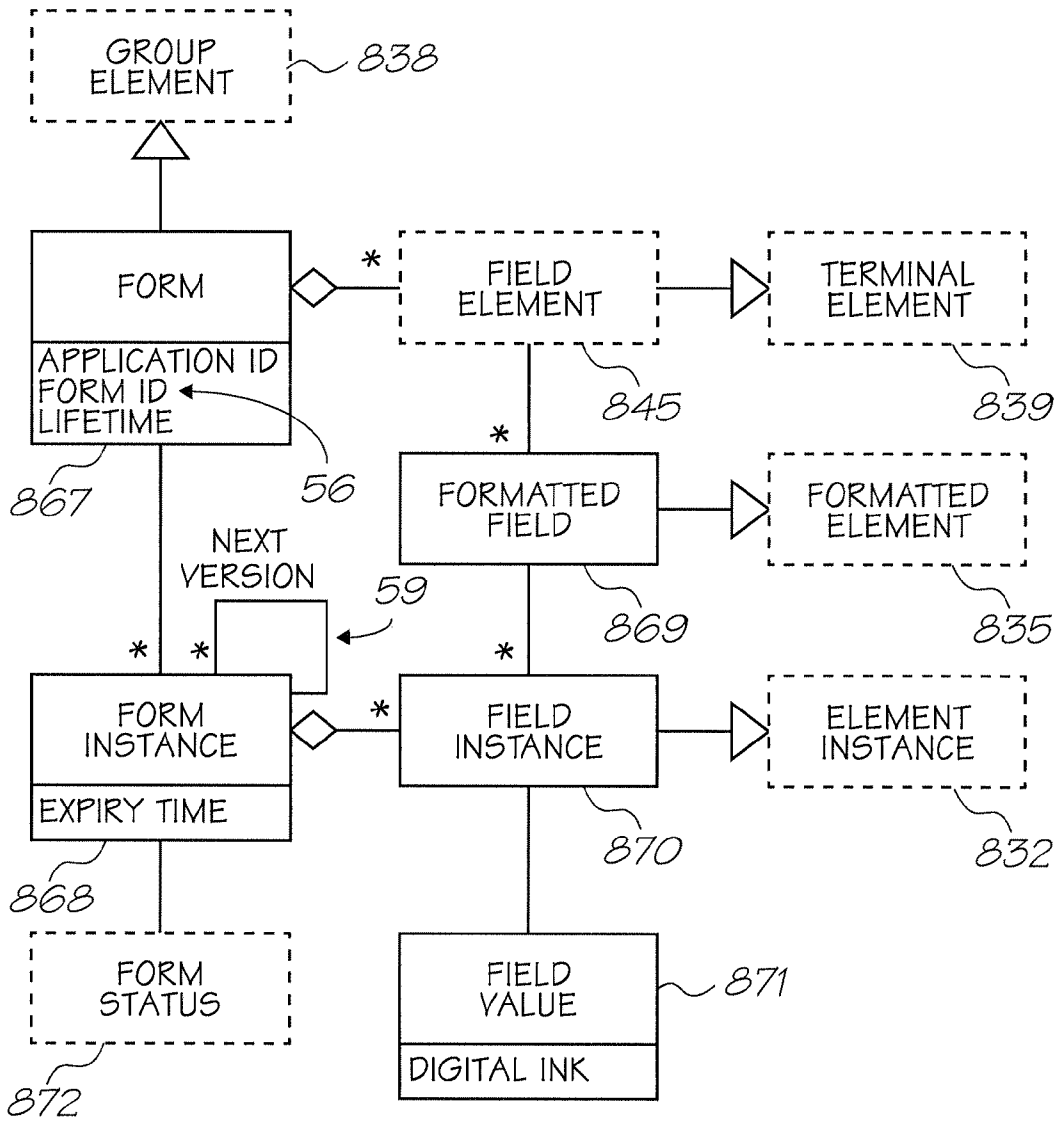 GROUP
ELEMENT
838
FORM
*
FIELD
ELEMENT
TERMINAL
ELEMENT
APPLICATION ID
FORM ID
LIFETIME
845
839
*
867
56
FORMATTED
FIELD
FORMATTED
ELEMENT
NEXT
VERSION
59
869
835
*
*
*
FORM
INSTANCE
*
FIELD
INSTANCE
ELEMENT
INSTANCE
EXPIRY TIME
870
832
868
FORM
STATUS
FIELD
VALUE
871
DIGITAL INK
872